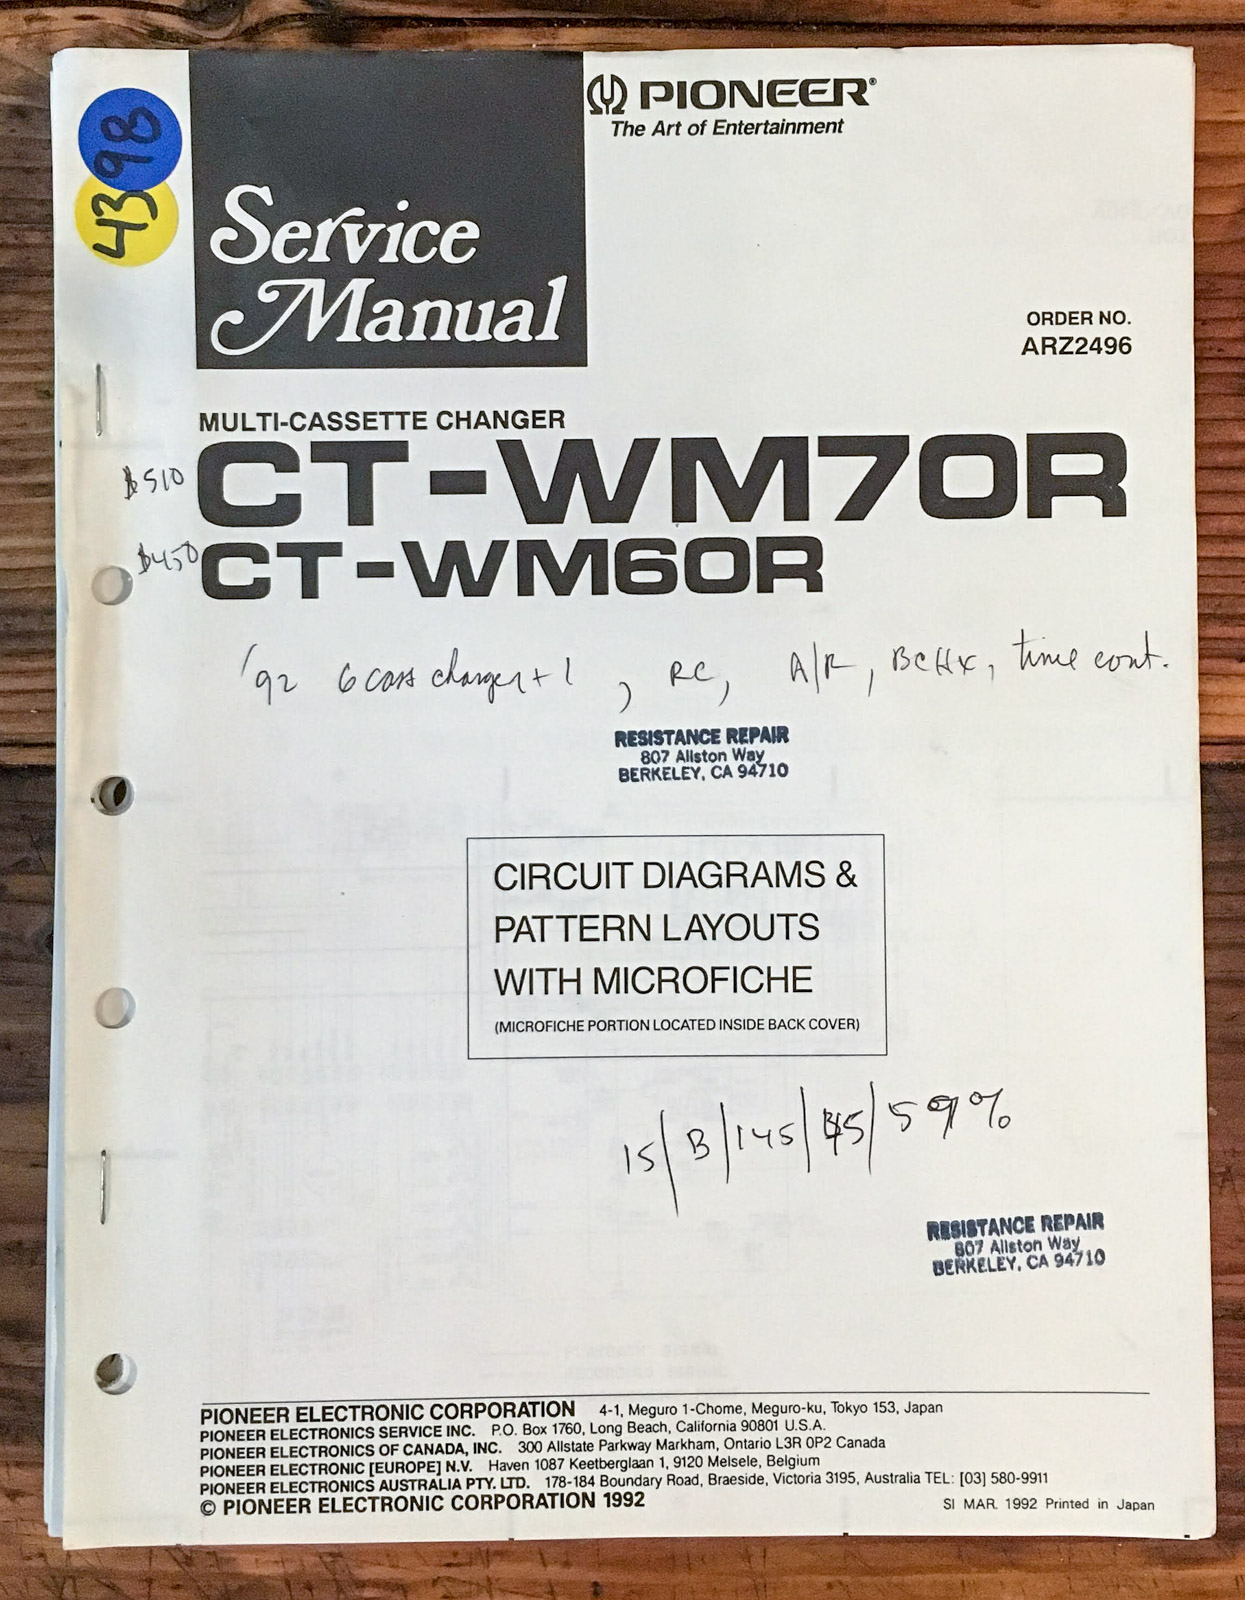 98
43
PIONEER®
The Art of Entertainment
Service
Manual
ORDER NO.
ARZ2496
MULTI-CASSETTE CHANGER
$510 CT-WM70R
$450 CT-WM60R
'92 6 cass changer + 1, RC, A/R, BCHx, time cont.
RESISTANCE REPAIR
807 Allston Way
BERKELEY, CA 94710
CIRCUIT DIAGRAMS &
PATTERN LAYOUTS
WITH MICROFICHE
(MICROFICHE PORTION LOCATED INSIDE BACK COVER)
15/B/145/ /59%
RESISTANCE REPAIR
807 Allston Way
BERKELEY, CA 94710
PIONEER ELECTRONIC CORPORATION 4-1, Meguro 1-Chome, Meguro-ku, Tokyo 153, Japan
PIONEER ELECTRONICS SERVICE INC. P.O. Box 1760, Long Beach, California 90801 U.S.A.
PIONEER ELECTRONICS OF CANADA, INC. 300 Allstate Parkway Markham, Ontario L3R 0P2 Canada
PIONEER ELECTRONIC [EUROPE] N.V. Haven 1087 Keetberglaan 1, 9120 Melsele, Belgium
PIONEER ELECTRONICS AUSTRALIA PTY. LTD. 178-184 Boundary Road, Braeside, Victoria 3195, Australia TEL: [03] 580-9911
© PIONEER ELECTRONIC CORPORATION 1992
SI MAR. 1992 Printed in Japan